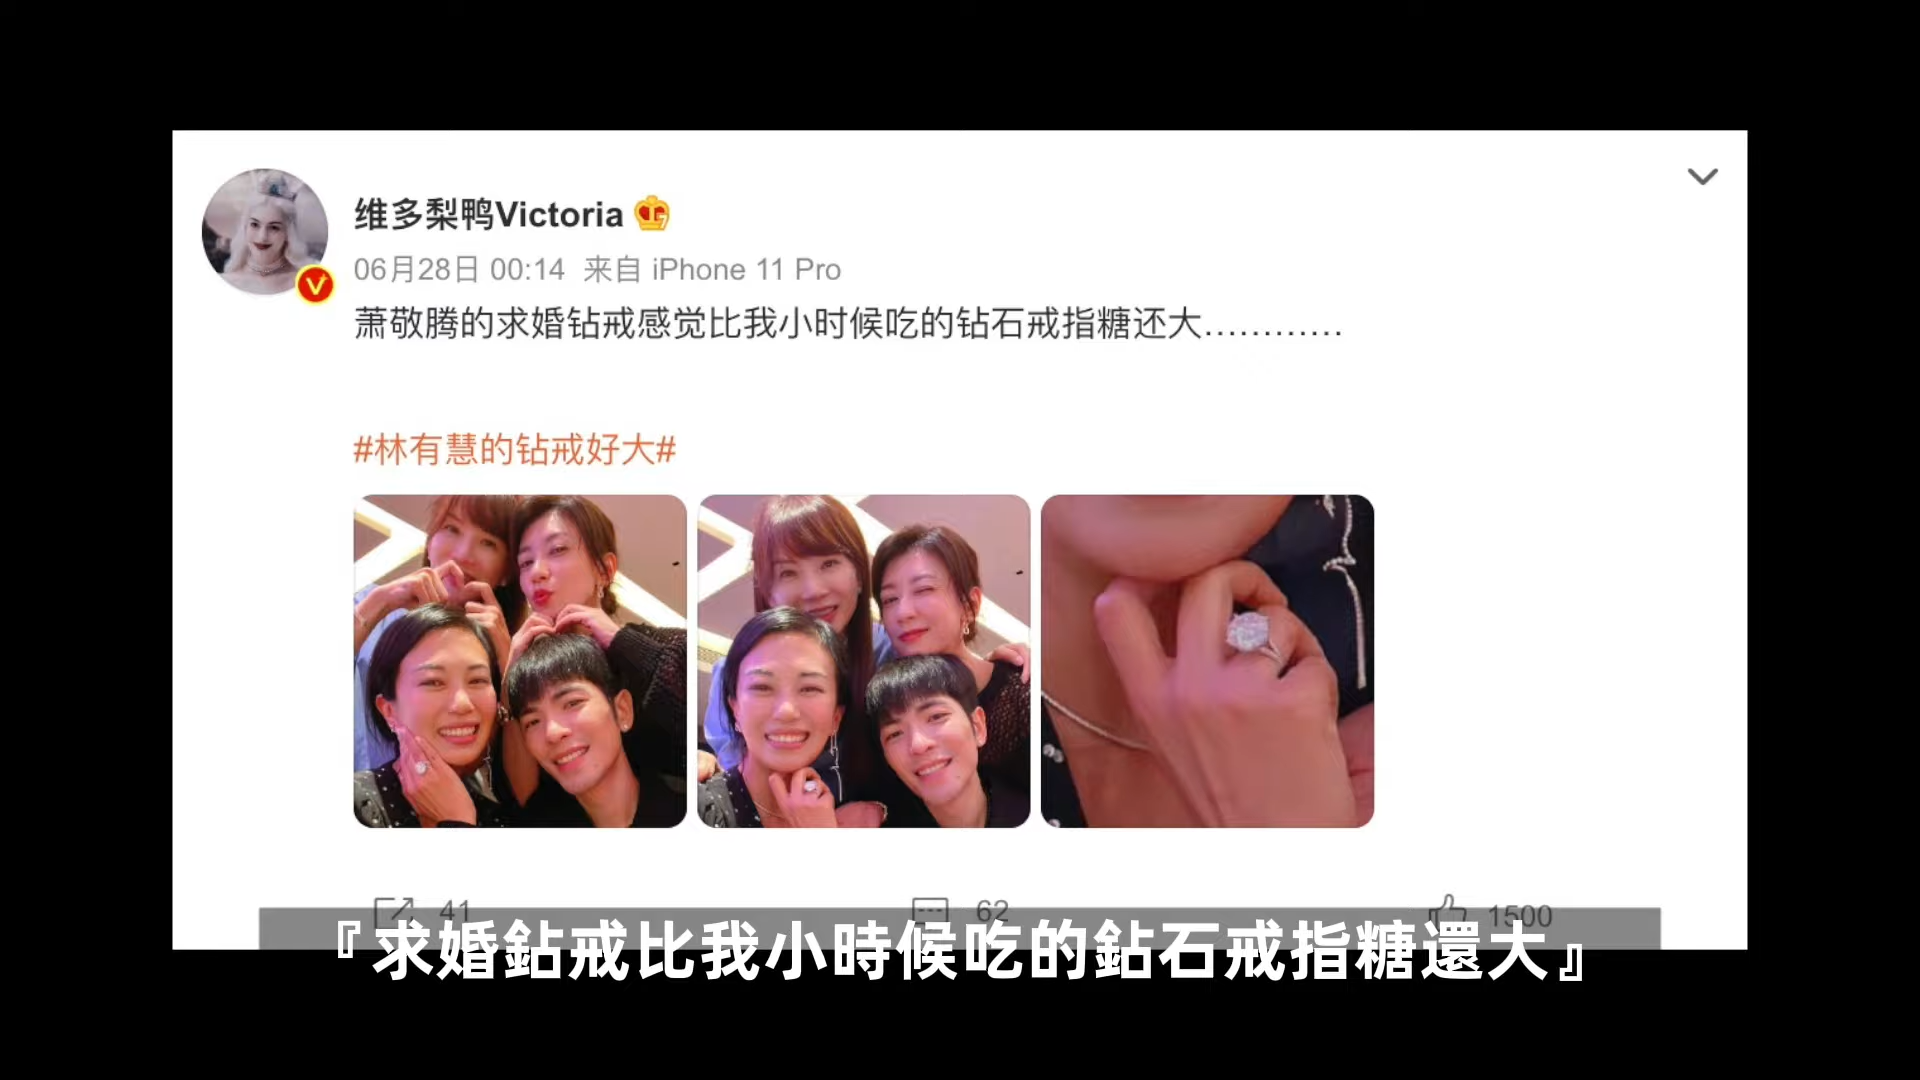 维多梨鸭Victoria
06月28日 00:14 来自 iPhone 11 Pro
萧敬腾的求婚钻戒感觉比我小时候吃的钻石戒指糖还大…………
#林有慧的钻戒好大#
41 62 1500
『求婚鉆戒比我小時候吃的鉆石戒指糖還大』